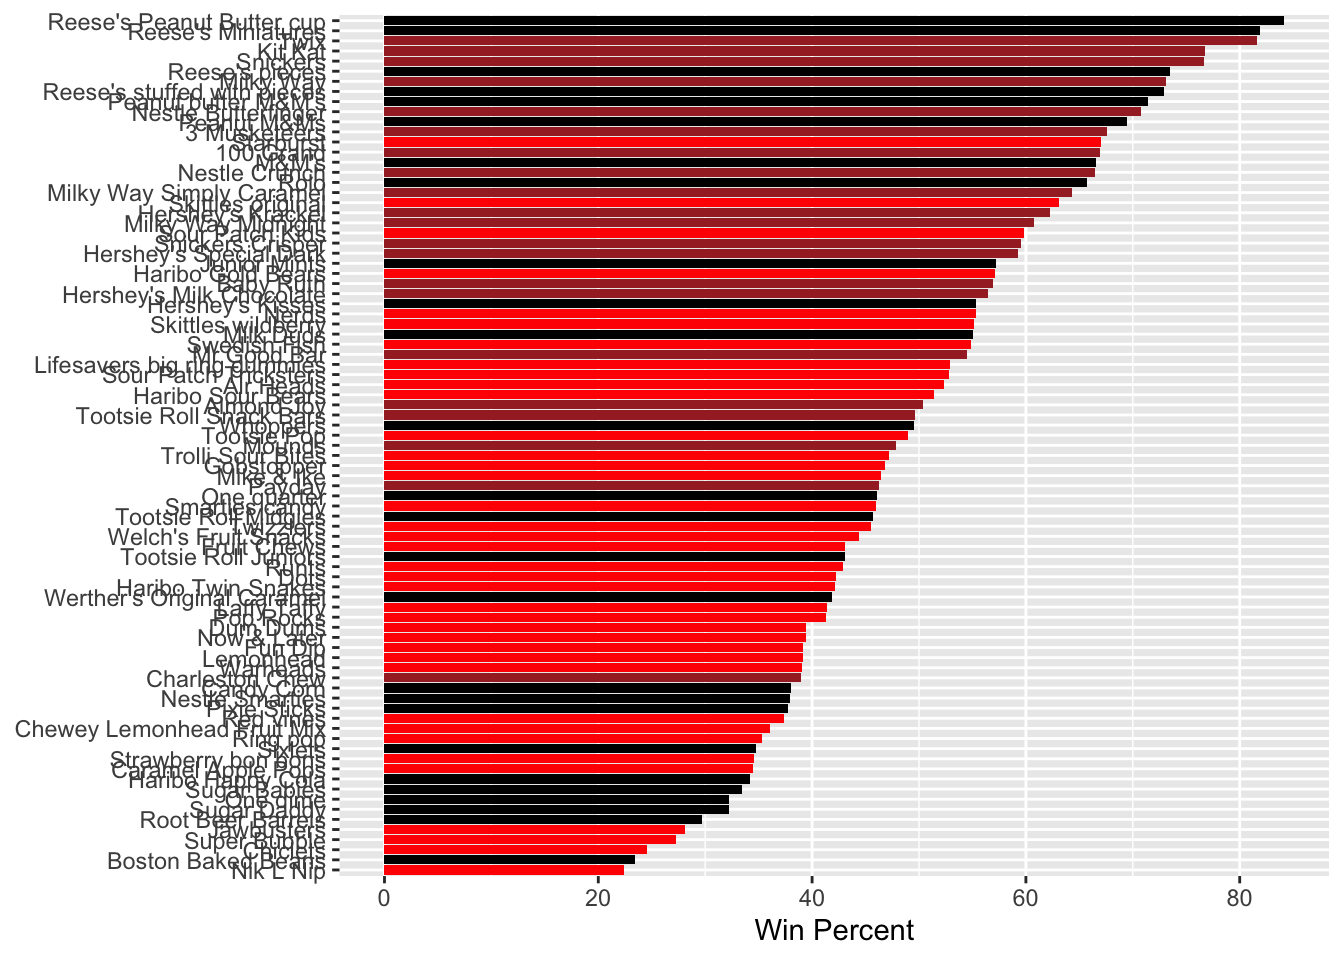 Reese's Peanut Butter cup
Reese's Miniatures
Twix
Kit Kat
Snickers
Reese's pieces
Milky Way
Reese's stuffed with pieces
Peanut butter M&M's
Nestle Butterfinger
Peanut M&Ms
3 Musketeers
Starburst
100 Grand
M&M's
Nestle Crunch
Rolo
Milky Way Simply Caramel
Skittles original
Hershey's Krackel
Milky Way Midnight
Sour Patch Kids
Snickers Crisper
Hershey's Special Dark
Junior Mints
Haribo Gold Bears
Baby Ruth
Hershey's Milk Chocolate
Hershey's Kisses
Nerds
Skittles wildberry
Milk Duds
Swedish Fish
Mr Good Bar
Lifesavers big ring gummies
Sour Patch Tricksters
Air Heads
Haribo Sour Bears
Almond Joy
Tootsie Roll Snack Bars
Whoppers
Tootsie Pop
Mounds
Trolli Sour Bites
Gobstopper
Mike & Ike
Payday
One quarter
Smarties candy
Tootsie Roll Midgies
Twizzlers
Welch's Fruit Snacks
Fruit Chews
Tootsie Roll Juniors
Runts
Dots
Haribo Twin Snakes
Werther's Original Caramel
Laffy Taffy
Pop Rocks
Dum Dums
Now & Later
Fun Dip
Lemonhead
Warheads
Charleston Chew
Candy Corn
Nestle Smarties
Pixie Sticks
Red vines
Chewey Lemonhead Fruit Mix
Ring pop
Sixlets
Strawberry bon bons
Caramel Apple Pops
Haribo Happy Cola
Sugar Babies
One dime
Sugar Daddy
Root Beer Barrels
Jawbusters
Super Bubble
Chiclets
Boston Baked Beans
Nik L Nip
0 20 40 60 80
Win Percent